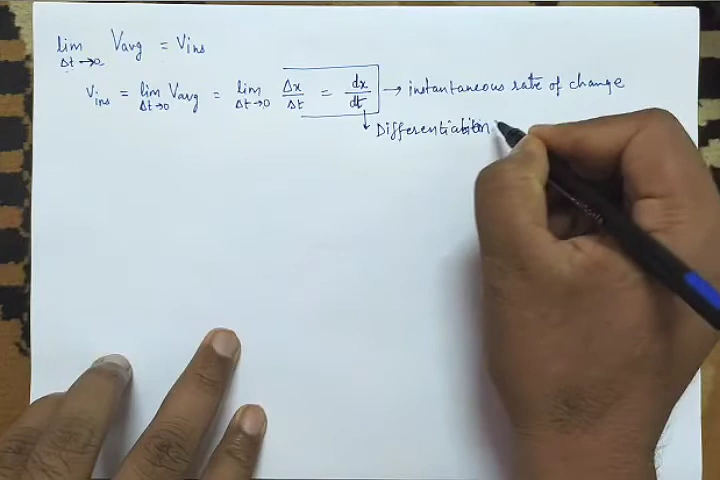 lim Δt→0 Vavg = Vins
Vins = lim Δt→0 Vavg = lim Δt→0 Δx/Δt = dx/dt → instantaneous rate of change
↓ Differentiation